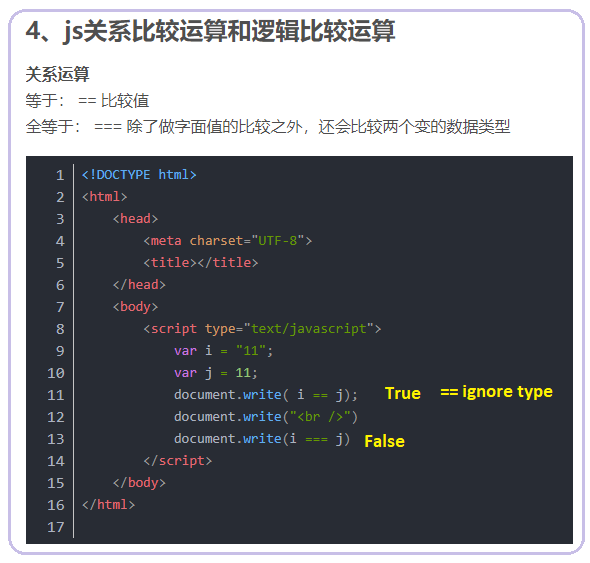 4、js关系比较运算和逻辑比较运算
关系运算
等于： == 比较值
全等于： === 除了做字面值的比较之外，还会比较两个变的数据类型
1 <!DOCTYPE html>
2 <html>
3     <head>
4         <meta charset="UTF-8">
5         <title></title>
6     </head>
7     <body>
8         <script type="text/javascript">
9             var i = "11";
10             var j = 11;
11             document.write( i == j); True == ignore type
12             document.write("<br />")
13             document.write(i === j) False
14         </script>
15     </body>
16 </html>
17